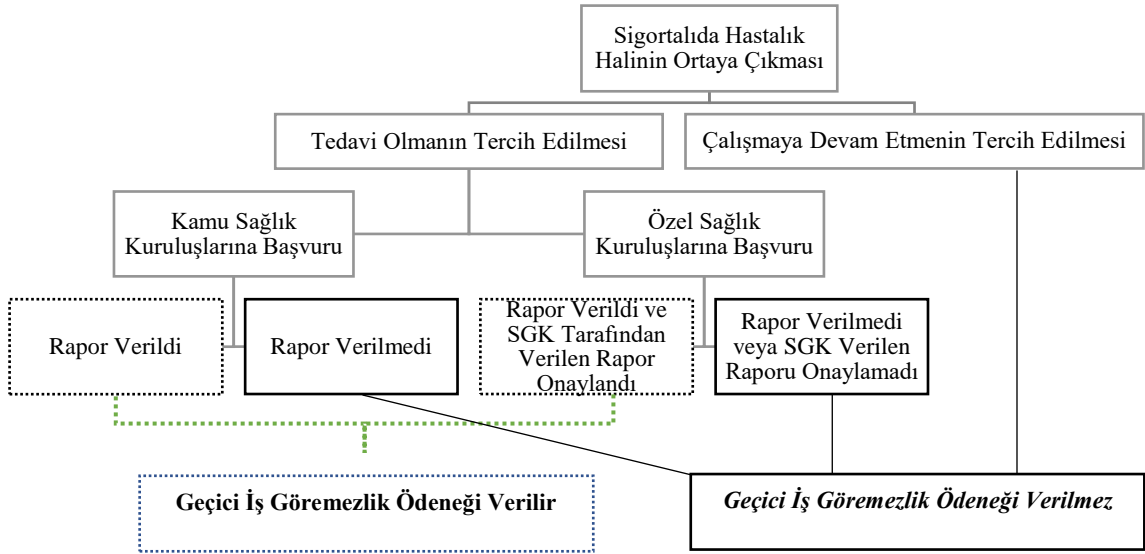 Sigortalıda Hastalık
Halinin Ortaya Çıkması
Tedavi Olmanın Tercih Edilmesi
Çalışmaya Devam Etmenin Tercih Edilmesi
Kamu Sağlık
Kuruluşlarına Başvuru
Özel Sağlık
Kuruluşlarına Başvuru
Rapor Verildi
Rapor Verilmedi
Rapor Verildi ve
SGK Tarafından
Verilen Rapor
Onaylandı
Rapor Verilmedi
veya SGK Verilen
Raporu Onaylamadı
Geçici İş Göremezlik Ödeneği Verilir
Geçici İş Göremezlik Ödeneği Verilmez